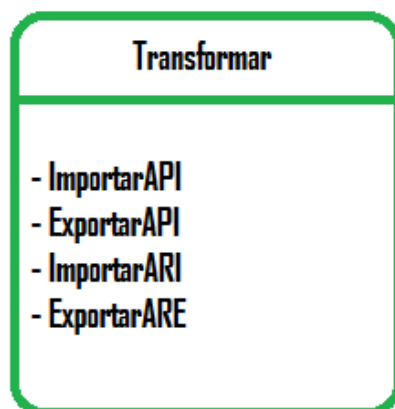 Transformar
- ImportarAPI
- ExportarAPI
- ImportarARI
- ExportarARE